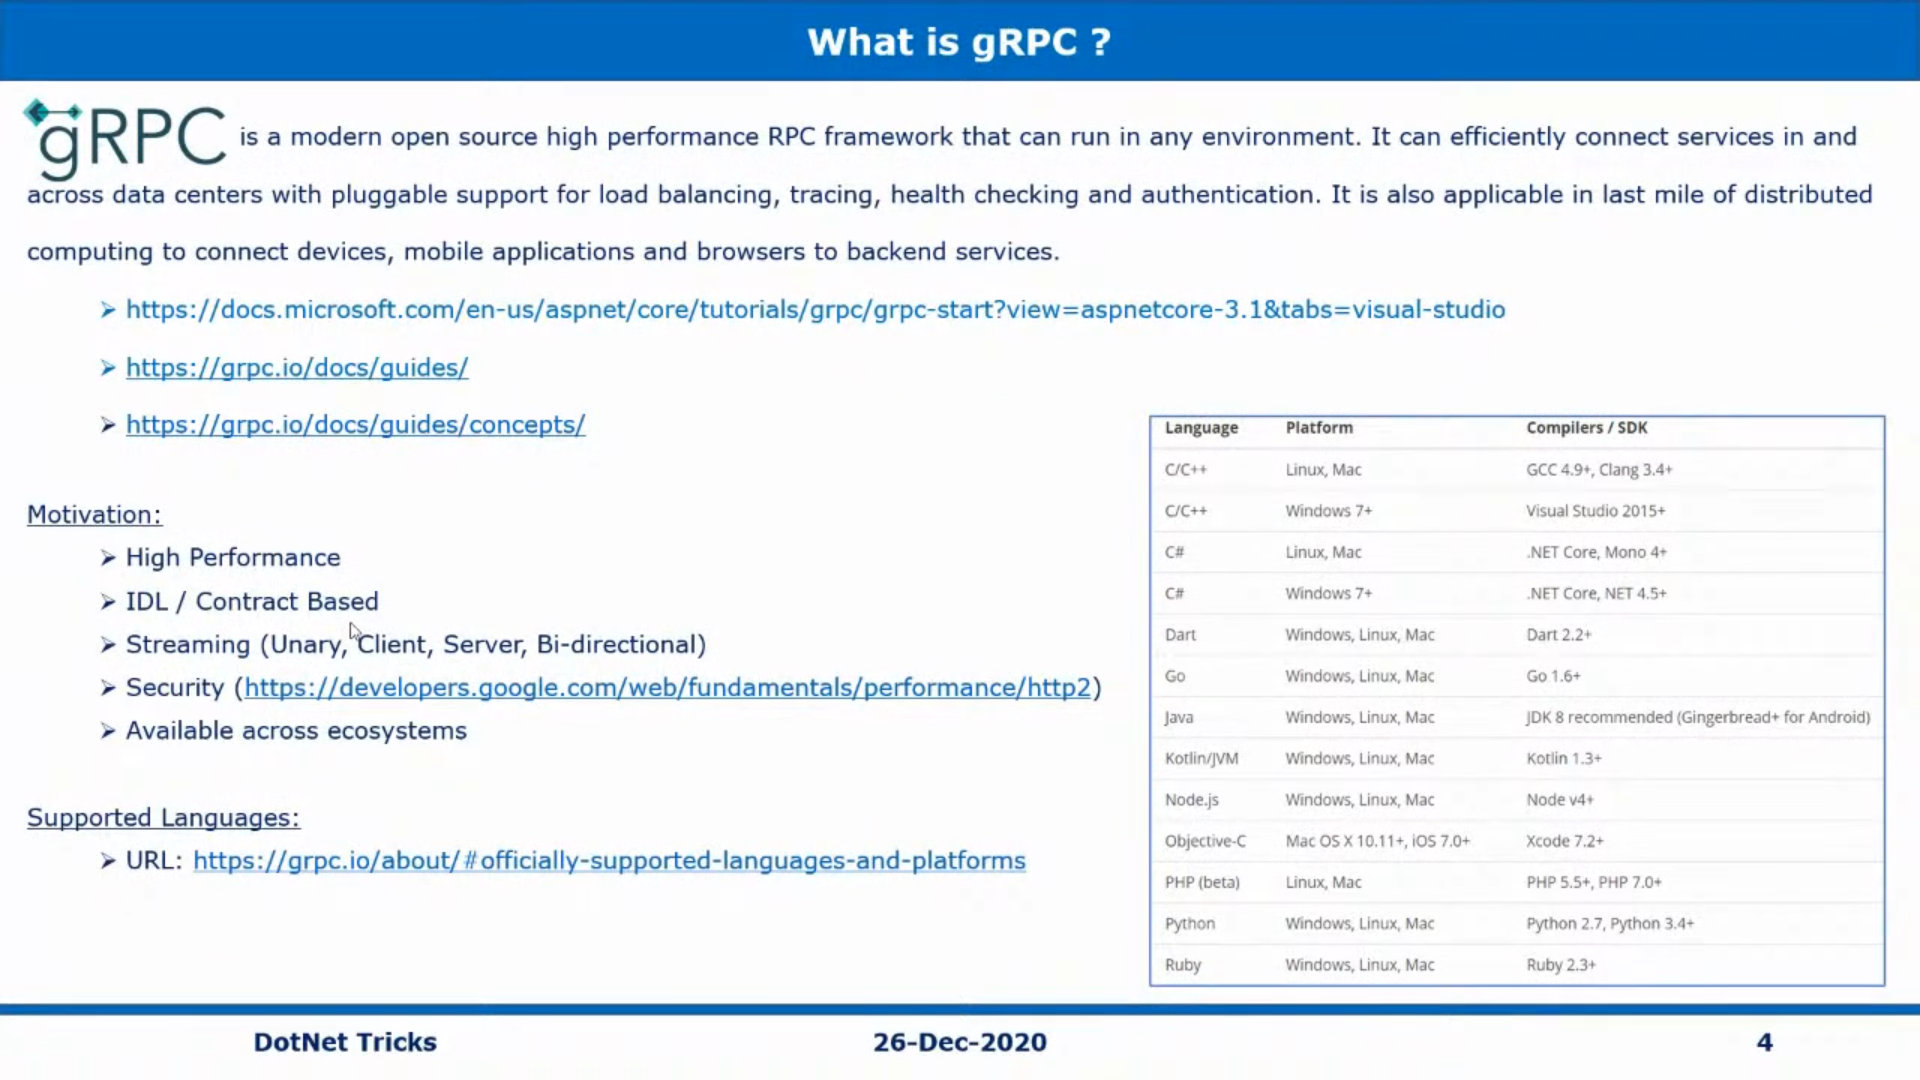 What is gRPC ?
gRPC is a modern open source high performance RPC framework that can run in any environment. It can efficiently connect services in and
across data centers with pluggable support for load balancing, tracing, health checking and authentication. It is also applicable in last mile of distributed
computing to connect devices, mobile applications and browsers to backend services.
➢ https://docs.microsoft.com/en-us/aspnet/core/tutorials/grpc/grpc-start?view=aspnetcore-3.1&tabs=visual-studio
➢ https://grpc.io/docs/guides/
➢ https://grpc.io/docs/guides/concepts/
Motivation:
➢ High Performance
➢ IDL / Contract Based
➢ Streaming (Unary, Client, Server, Bi-directional)
➢ Security (https://developers.google.com/web/fundamentals/performance/http2)
➢ Available across ecosystems
Supported Languages:
➢ URL: https://grpc.io/about/#officially-supported-languages-and-platforms
Language Platform Compilers / SDK
C/C++ Linux, Mac GCC 4.9+, Clang 3.4+
C/C++ Windows 7+ Visual Studio 2015+
C# Linux, Mac .NET Core, Mono 4+
C# Windows 7+ .NET Core, NET 4.5+
Dart Windows, Linux, Mac Dart 2.2+
Go Windows, Linux, Mac Go 1.6+
Java Windows, Linux, Mac JDK 8 recommended (Gingerbread+ for Android)
Kotlin/JVM Windows, Linux, Mac Kotlin 1.3+
Node.js Windows, Linux, Mac Node v4+
Objective-C Mac OS X 10.11+, iOS 7.0+ Xcode 7.2+
PHP (beta) Linux, Mac PHP 5.5+, PHP 7.0+
Python Windows, Linux, Mac Python 2.7, Python 3.4+
Ruby Windows, Linux, Mac Ruby 2.3+
DotNet Tricks 26-Dec-2020 4